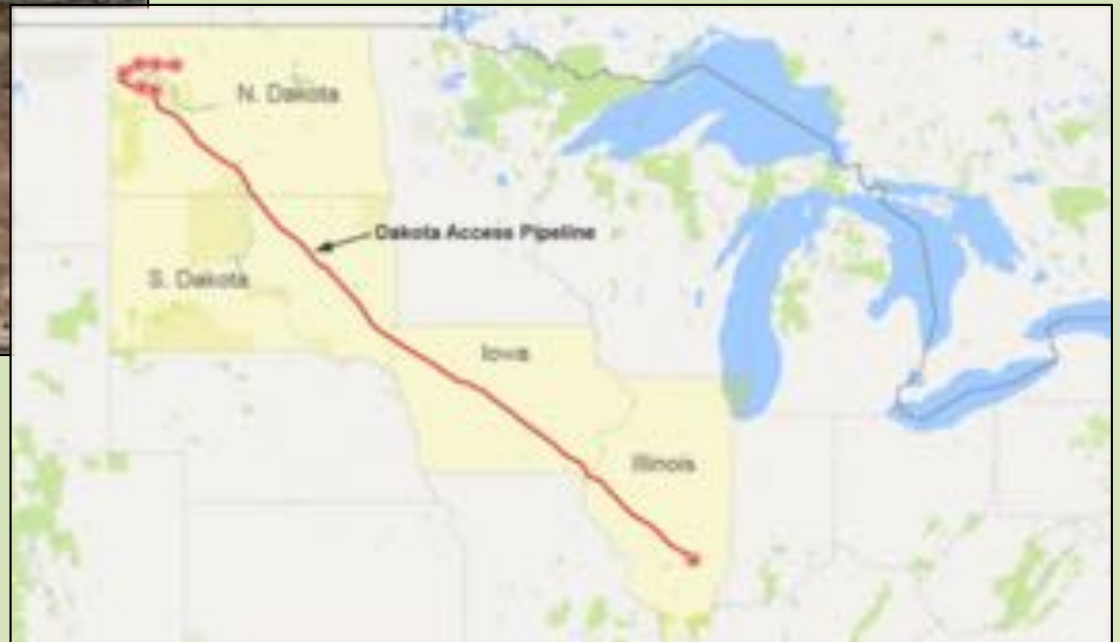 N. Dakota
Dakota Access Pipeline
S. Dakota
Iowa
Illinois